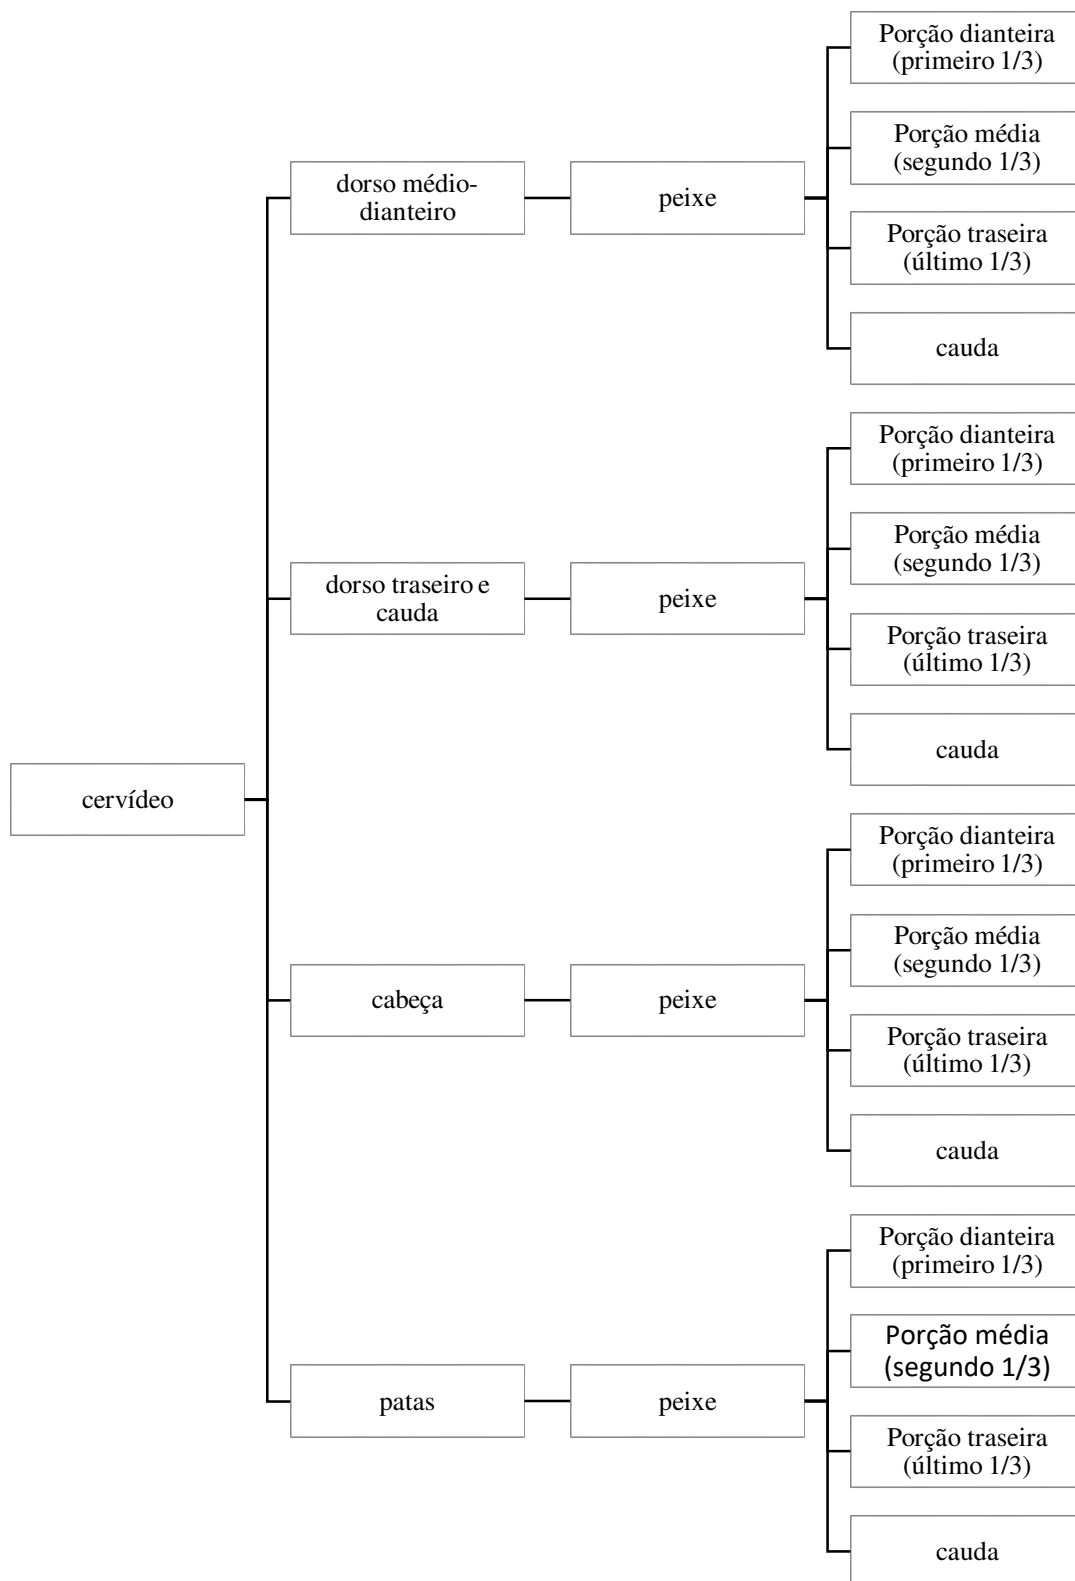 Porção dianteira
(primeiro 1/3)
Porção média
(segundo 1/3)
dorso médio-
dianteiro
peixe
Porção traseira
(último 1/3)
cauda
Porção dianteira
(primeiro 1/3)
Porção média
(segundo 1/3)
dorso traseiro e
cauda
peixe
Porção traseira
(último 1/3)
cauda
cervídeo
Porção dianteira
(primeiro 1/3)
Porção média
(segundo 1/3)
cabeça
peixe
Porção traseira
(último 1/3)
cauda
Porção dianteira
(primeiro 1/3)
Porção média
(segundo 1/3)
patas
peixe
Porção traseira
(último 1/3)
cauda